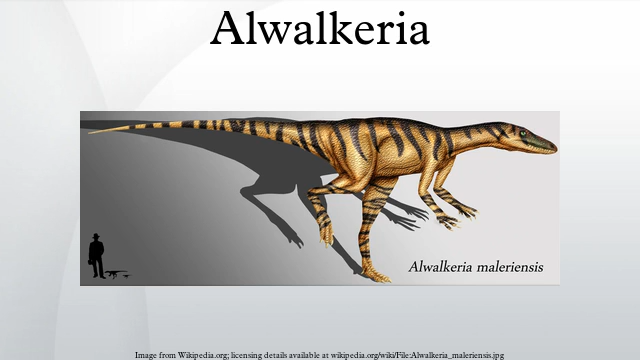 Alwalkeria
Alwalkeria maleriensis
Image from Wikipedia.org; licensing details available at wikipedia.org/wiki/File:Alwalkeria_maleriensis.jpg